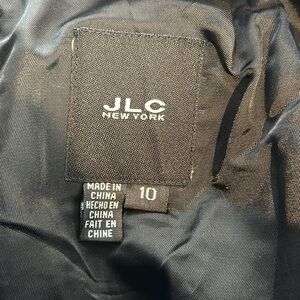 JLC
NEW YORK
MADE IN
CHINA
HECHO EN
CHINA
FAIT EN
CHINE
10